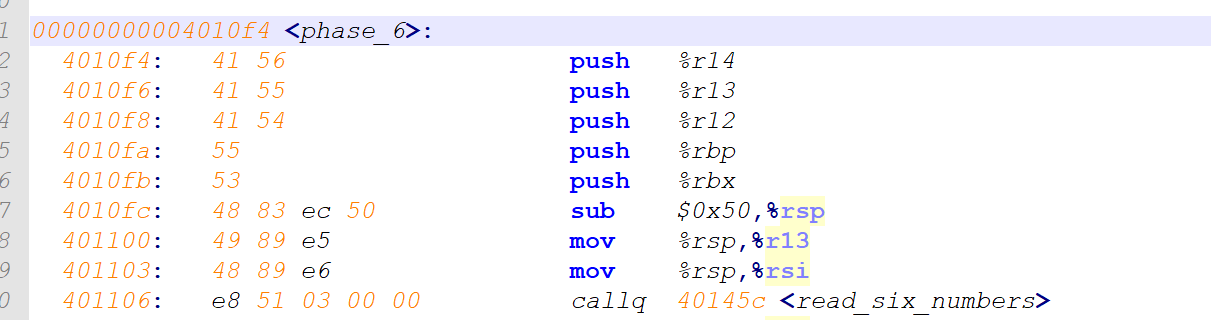 1 00000000004010f4 <phase_6>:
2 4010f4: 41 56 push %r14
3 4010f6: 41 55 push %r13
4 4010f8: 41 54 push %r12
5 4010fa: 55 push %rbp
6 4010fb: 53 push %rbx
7 4010fc: 48 83 ec 50 sub $0x50,%rsp
8 401100: 49 89 e5 mov %rsp,%r13
9 401103: 48 89 e6 mov %rsp,%rsi
0 401106: e8 51 03 00 00 callq 40145c <read_six_numbers>